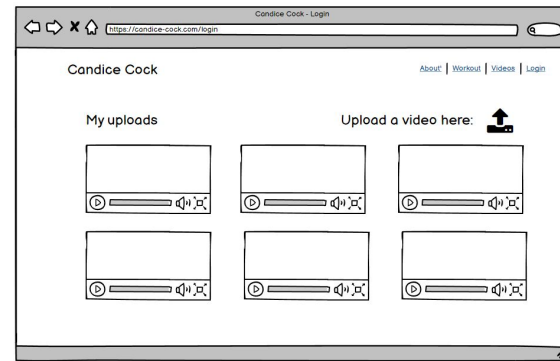 Candice Cock - Login
https://candice-cock.com/login
Candice Cock
About' | Workout | Videos | Login
My uploads
Upload a video here: